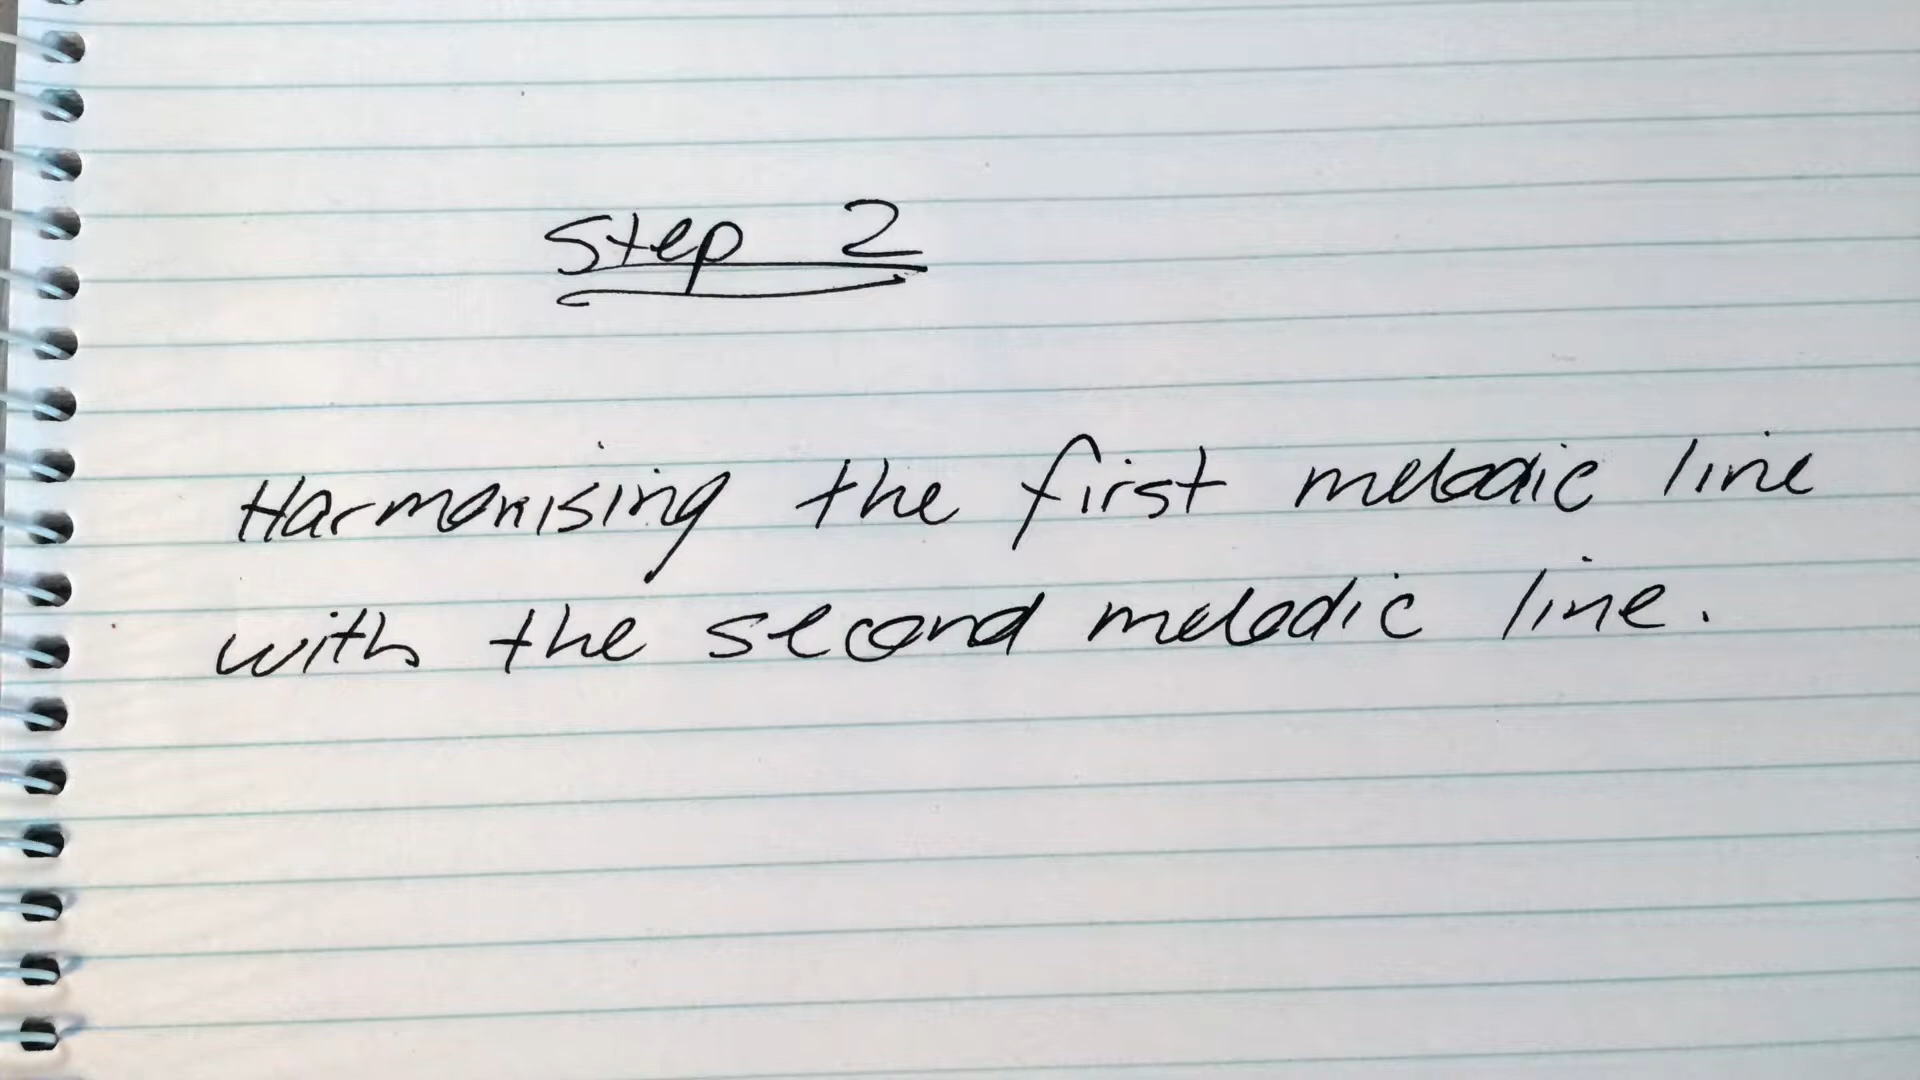 Step 2
Harmonising the first melodic line
with the second melodic line.